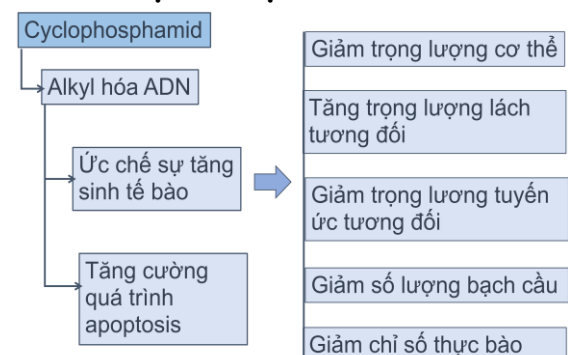 Cyclophosphamid
Alkyl hóa ADN
Ức chế sự tăng
sinh tế bào
Tăng cường
quá trình
apoptosis
Giảm trọng lượng cơ thể
Tăng trọng lượng lách
tương đối
Giảm trọng lương tuyến
ức tương đối
Giảm số lượng bạch cầu
Giảm chỉ số thực bào